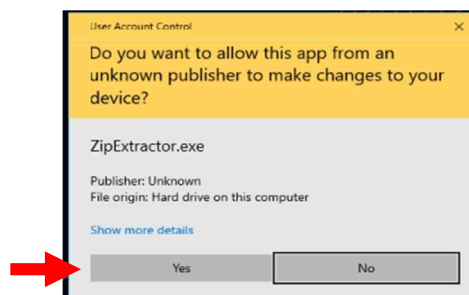 User Account Control
Do you want to allow this app from an
unknown publisher to make changes to your
device?
ZipExtractor.exe
Publisher: Unknown
File origin: Hard drive on this computer
Show more details
Yes No